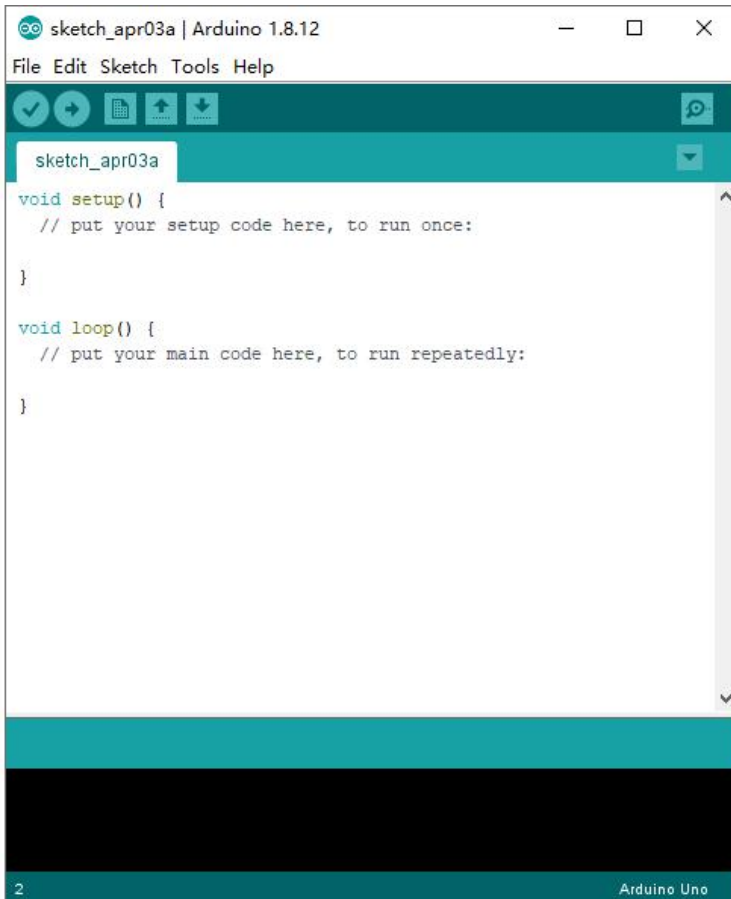 sketch_apr03a | Arduino 1.8.12
File Edit Sketch Tools Help
sketch_apr03a
void setup() {
  // put your setup code here, to run once:
}
void loop() {
  // put your main code here, to run repeatedly:
}
2 Arduino Uno